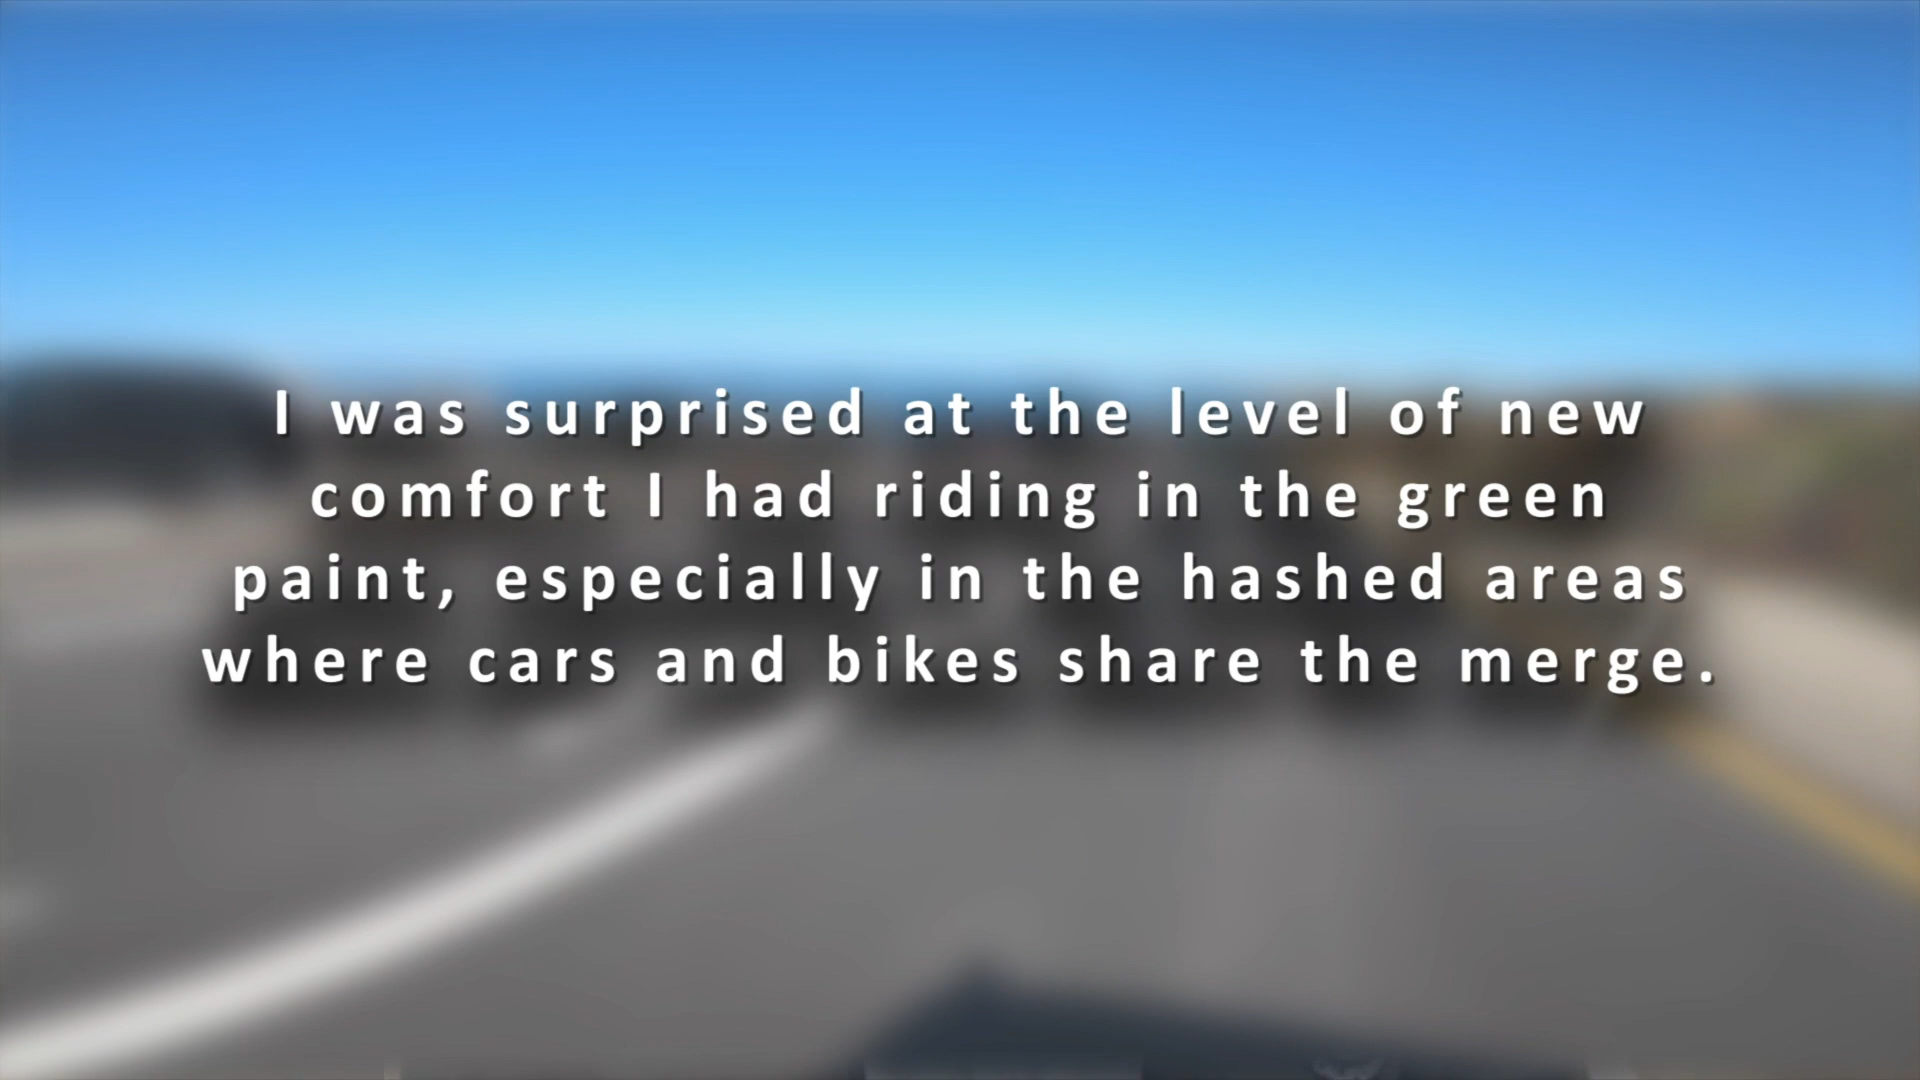 I was surprised at the level of new
comfort I had riding in the green
paint, especially in the hashed areas
where cars and bikes share the merge.